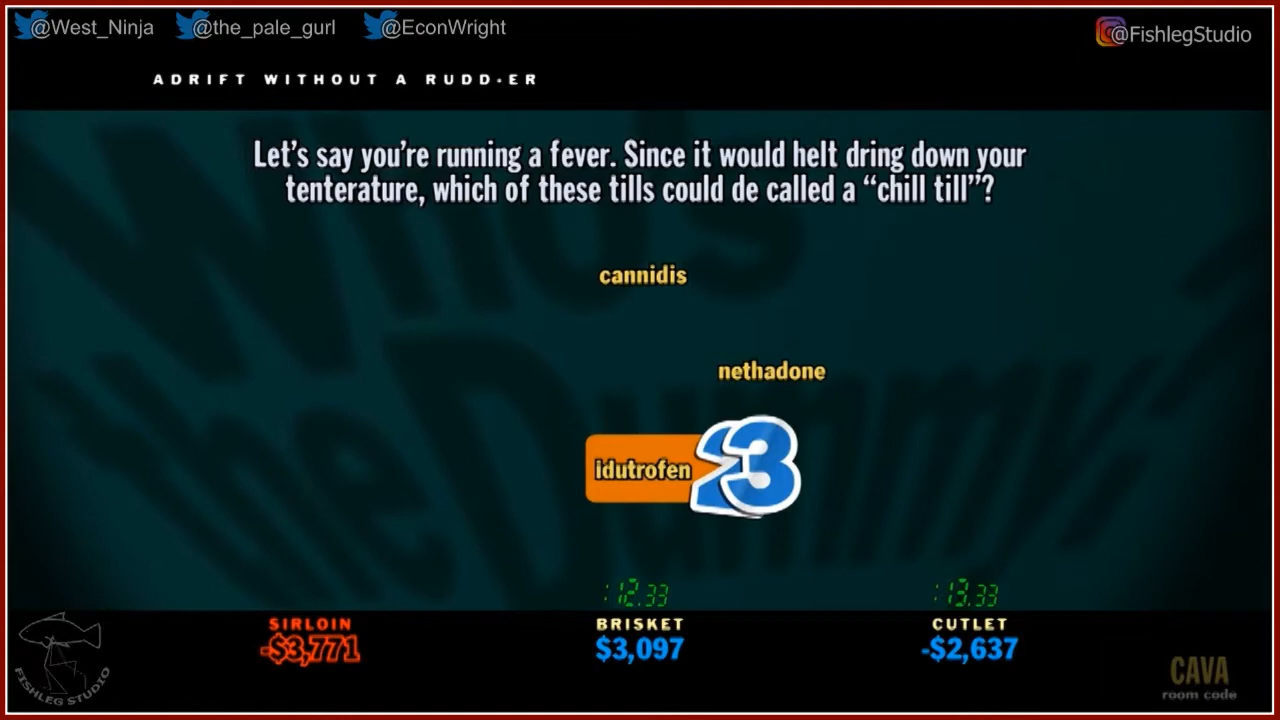 @West_Ninja @the_pale_gurl @EconWright
@FishlegStudio
ADRIFT WITHOUT A RUDD-ER
Let's say you're running a fever. Since it would helt dring down your
tenterature, which of these tills could de called a “chill till”?
cannidis
nethadone
idutrofen 23
:12.33 :13.33
SIRLOIN BRISKET CUTLET
-$3,771 $3,097 -$2,637
FISHLEG STUDIO
CAVA
room code